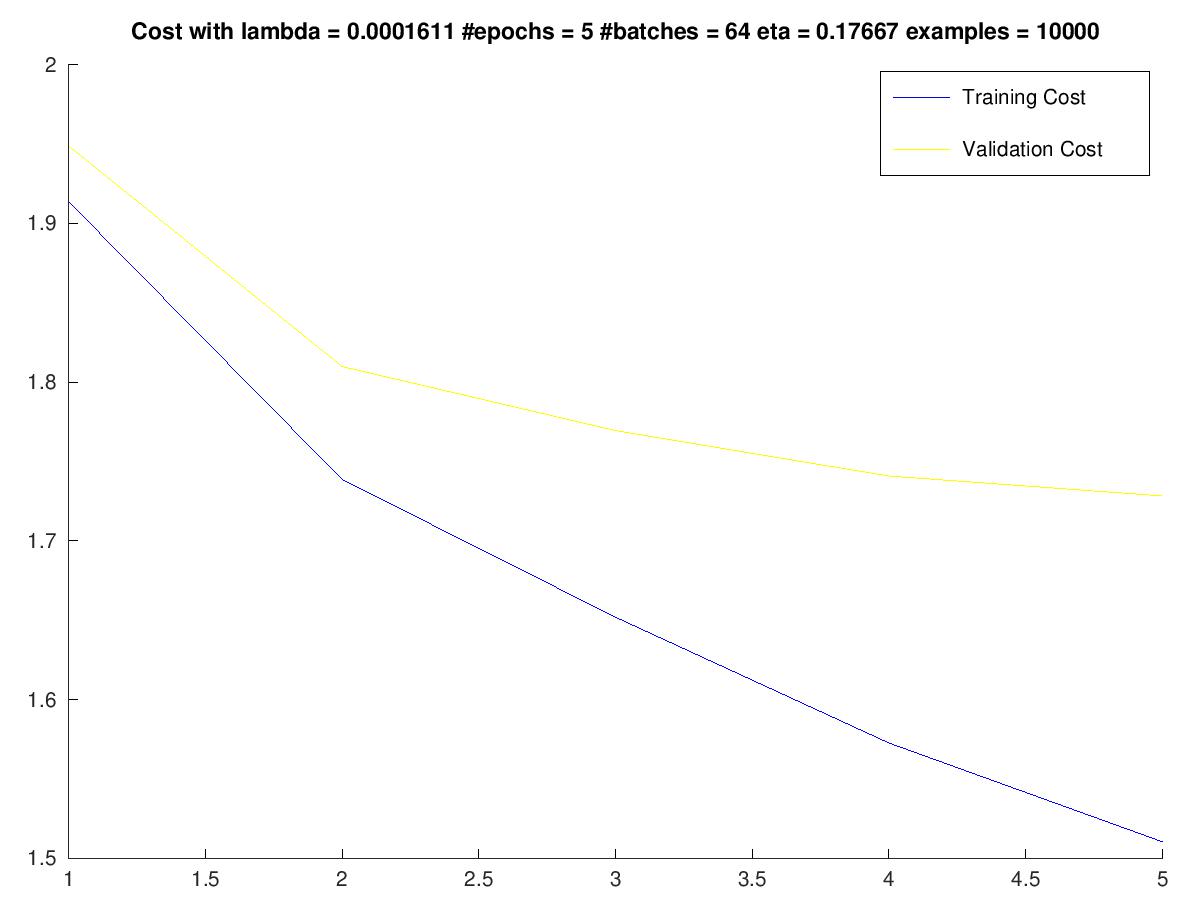 Cost with lambda = 0.0001611 #epochs = 5 #batches = 64 eta = 0.17667 examples = 10000
Training Cost
Validation Cost
2
1.9
1.8
1.7
1.6
1.5
1 1.5 2 2.5 3 3.5 4 4.5 5